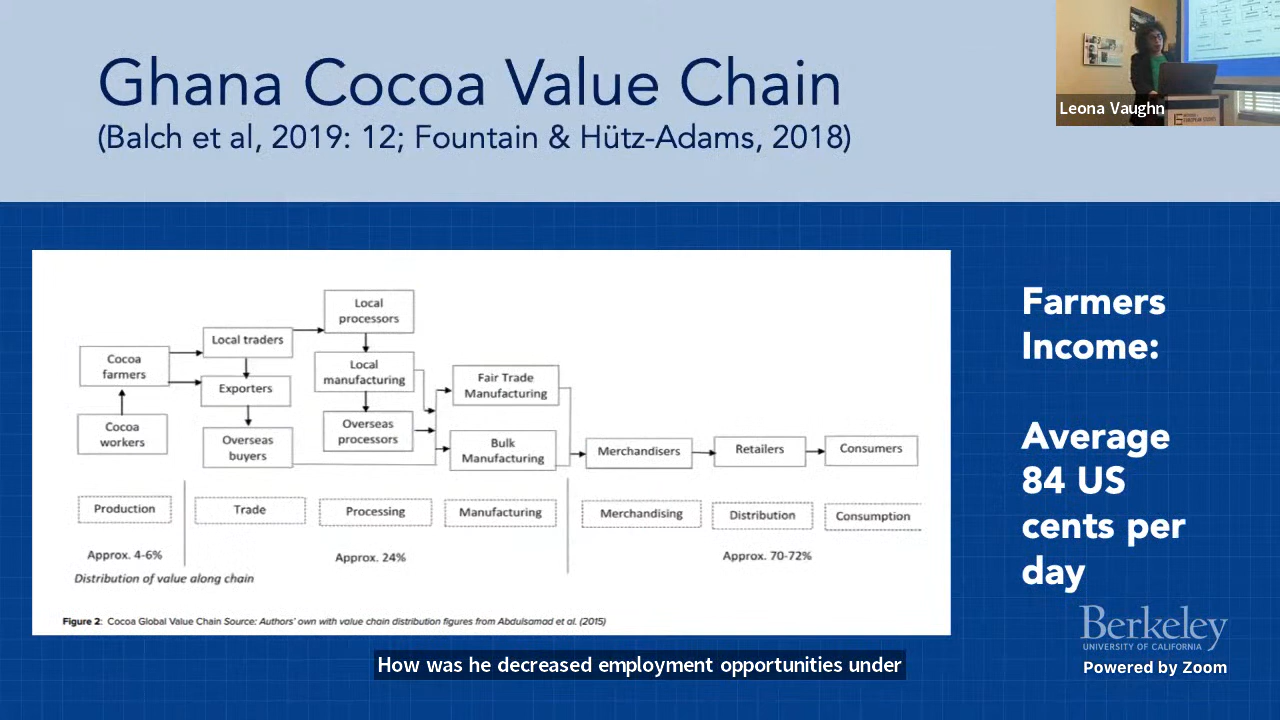 Ghana Cocoa Value Chain
(Balch et al, 2019: 12; Fountain & Hütz-Adams, 2018)
Leona Vaughn
Local
processors
Local traders
Cocoa
farmers
Local
manufacturing
Exporters
Fair Trade
Manufacturing
Cocoa
workers
Overseas
buyers
Overseas
processors
Bulk
Manufacturing
Merchandisers
Retailers
Consumers
Production
Trade
Processing
Manufacturing
Merchandising
Distribution
Consumption
Approx. 4-6%
Approx. 24%
Approx. 70-72%
Distribution of value along chain
Figure 2: Cocoa Global Value Chain Source: Authors' own with value chain distribution figures from Abdulsamad et al. (2015)
Farmers
Income:
Average
84 US
cents per
day
Berkeley
UNIVERSITY OF CALIFORNIA
Powered by Zoom
How was he decreased employment opportunities under